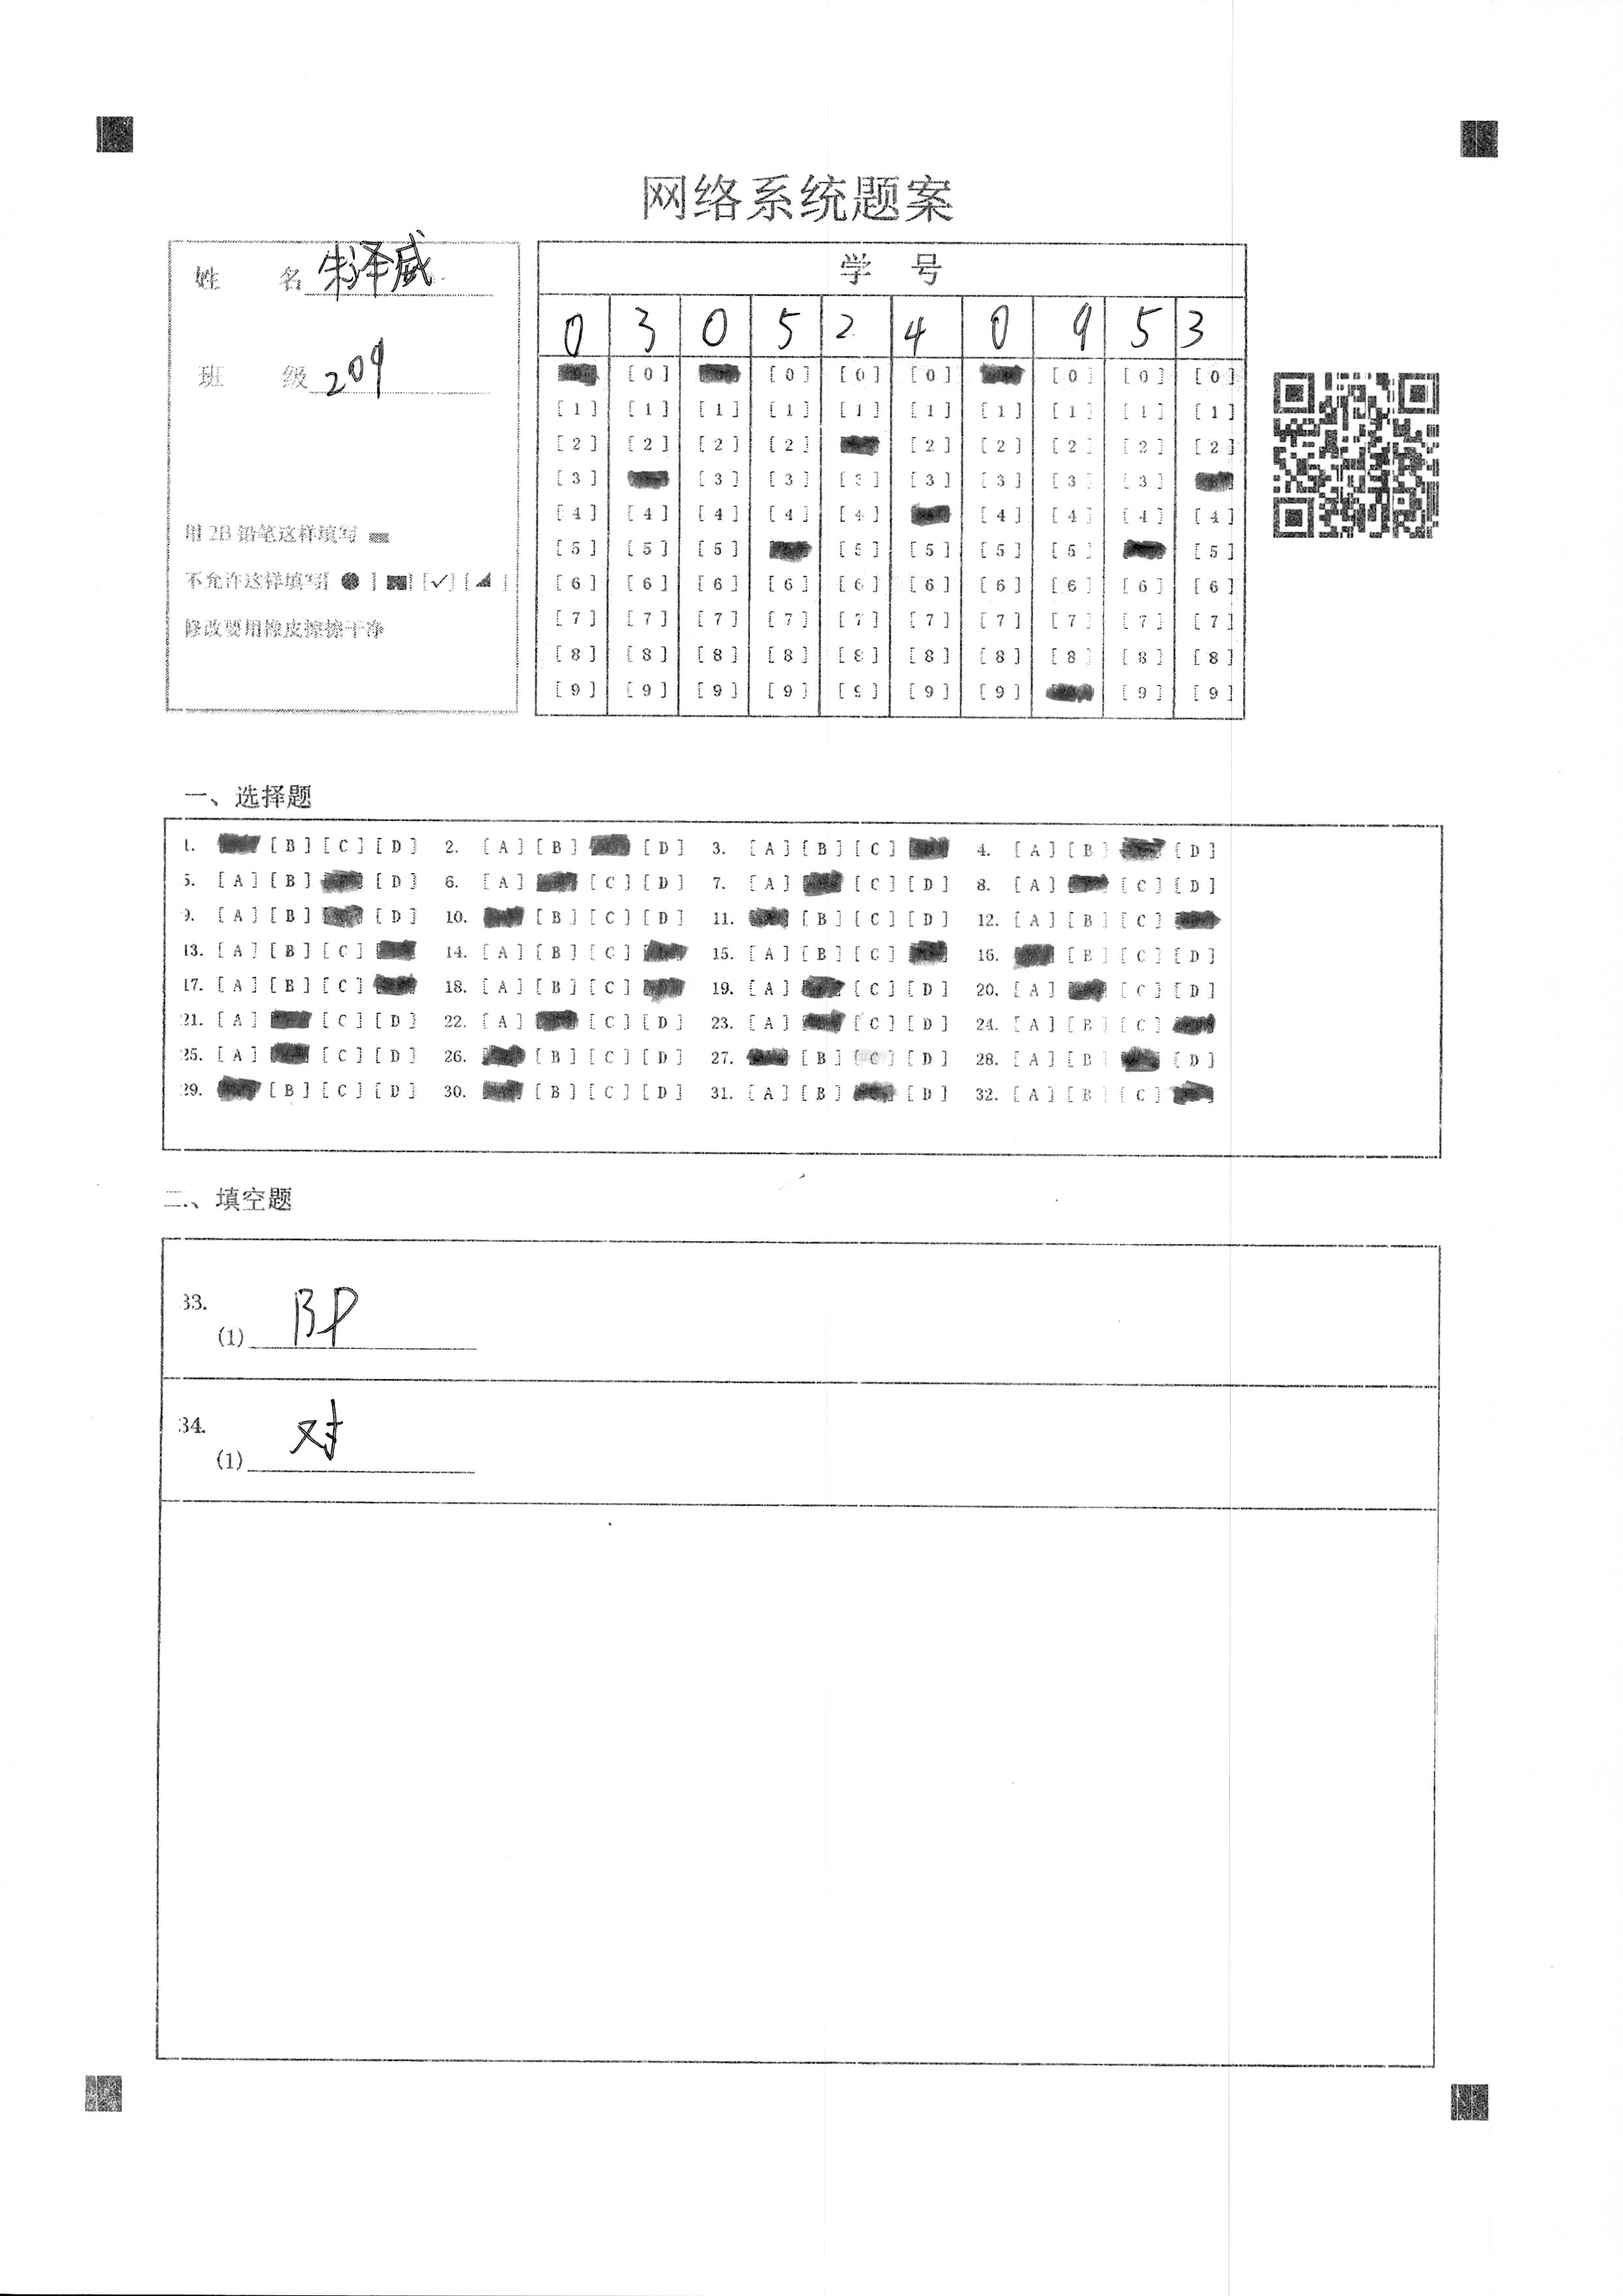 网络系统题案
姓 名 朱泽威
班 级 209
用 2B 铅笔这样填写
不允许这样填写[ ● ] ■] [✓] [ ◢ ]
修改要用橡皮擦擦干净
学 号
0 3 0 5 2 4 0 9 5 3
[0] [0] [0] [0] [0] [0] [0]
[1] [1] [1] [1] [1] [1] [1] [1] [1] [1]
[2] [2] [2] [2] [2] [2] [2] [2] [2]
[3] [3] [3] [3] [3] [3] [3] [3]
[4] [4] [4] [4] [4] [4] [4] [4] [4]
[5] [5] [5] [5] [5] [5] [5] [5]
[6] [6] [6] [6] [6] [6] [6] [6] [6] [6]
[7] [7] [7] [7] [7] [7] [7] [7] [7] [7]
[8] [8] [8] [8] [8] [8] [8] [8] [8] [8]
[9] [9] [9] [9] [9] [9] [9] [9] [9]
一、选择题
1. [B] [C] [D] 2. [A] [B] [D] 3. [A] [B] [C] 4. [A] [B] [D]
5. [A] [B] [D] 6. [A] [C] [D] 7. [A] [C] [D] 8. [A] [C] [D]
9. [A] [B] [D] 10. [B] [C] [D] 11. [B] [C] [D] 12. [A] [B] [C]
13. [A] [B] [C] 14. [A] [B] [C] 15. [A] [B] [C] 16. [B] [C] [D]
17. [A] [B] [C] 18. [A] [B] [C] 19. [A] [C] [D] 20. [A] [C] [D]
21. [A] [C] [D] 22. [A] [C] [D] 23. [A] [C] [D] 24. [A] [B] [C]
25. [A] [C] [D] 26. [B] [C] [D] 27. [B] [C] [D] 28. [A] [B] [D]
29. [B] [C] [D] 30. [B] [C] [D] 31. [A] [B] [D] 32. [A] [B] [C]
二、填空题
33.
(1) BP
34.
(1) 对